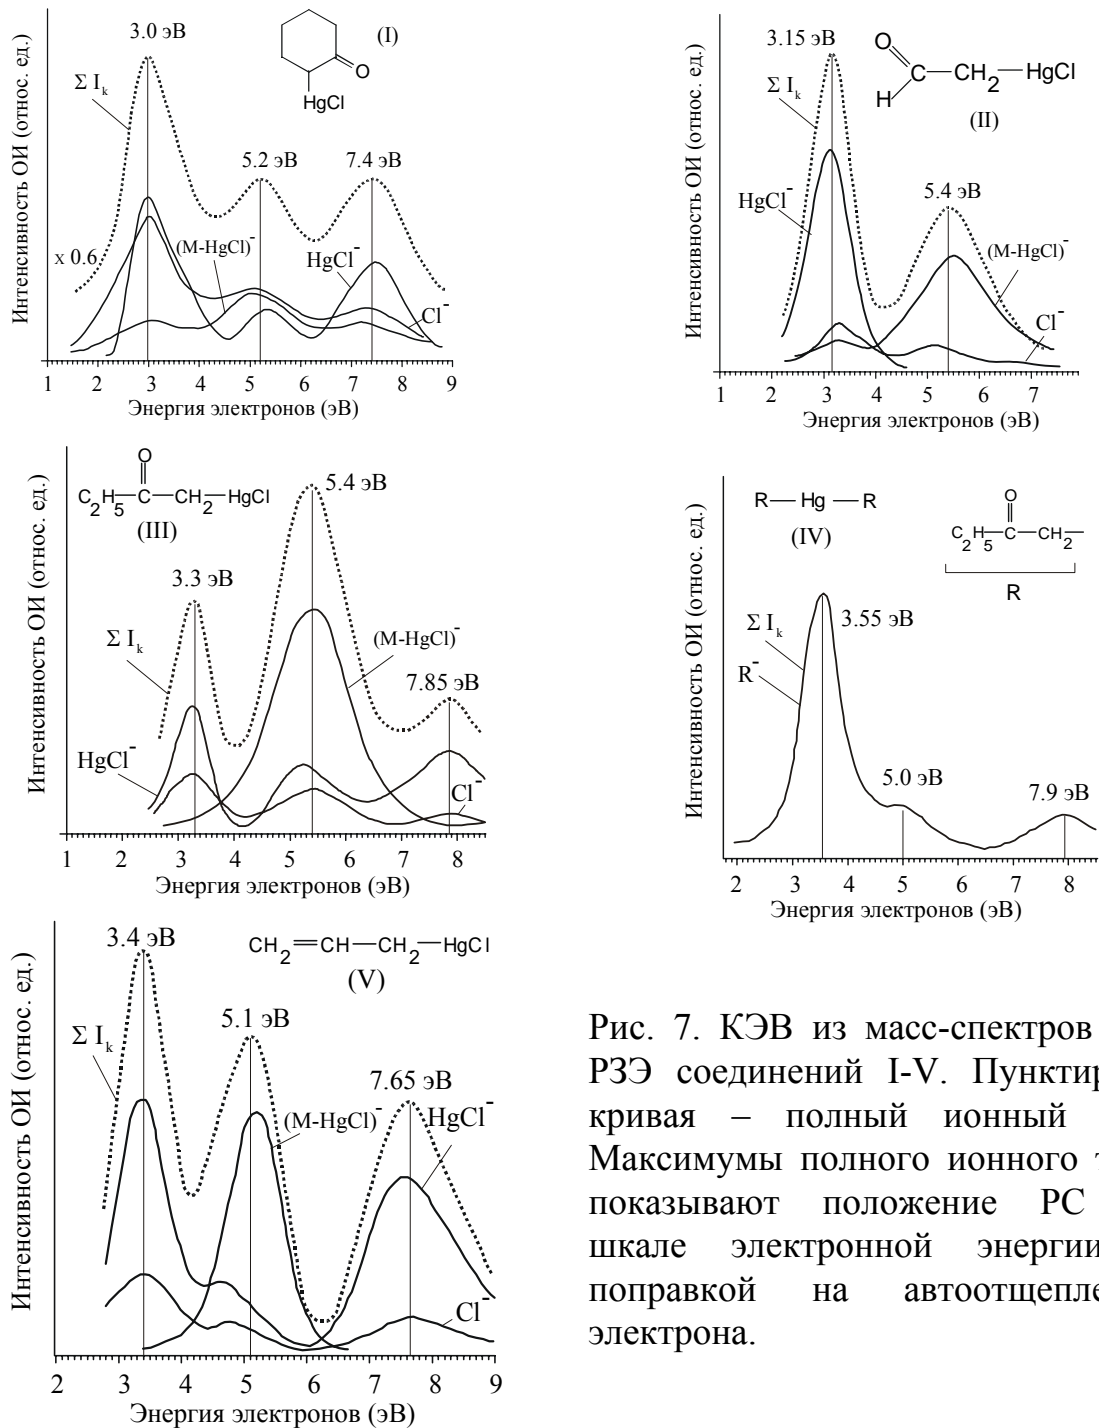 Интенсивность ОИ (относ. ед.)
3.0 эВ
(I)
O
HgCl
Σ I_k
5.2 эВ
7.4 эВ
x 0.6
(M-HgCl)⁻
HgCl⁻
Cl⁻
1 2 3 4 5 6 7 8 9
Энергия электронов (эВ)
Интенсивность ОИ (относ. ед.)
3.15 эВ
O
H C—CH₂—HgCl
(II)
Σ I_k
HgCl⁻
5.4 эВ
(M-HgCl)⁻
Cl⁻
1 2 3 4 5 6 7
Энергия электронов (эВ)
Интенсивность ОИ (относ. ед.)
O
C₂H₅—C—CH₂—HgCl
(III)
5.4 эВ
3.3 эВ
Σ I_k
(M-HgCl)⁻
7.85 эВ
HgCl⁻
Cl⁻
1 2 3 4 5 6 7 8
Энергия электронов (эВ)
Интенсивность ОИ (относ. ед.)
R—Hg—R
(IV)
O
C₂H₅—C—CH₂—
R
Σ I_k
3.55 эВ
R⁻
5.0 эВ
7.9 эВ
2 3 4 5 6 7 8
Энергия электронов (эВ)
Интенсивность ОИ (относ. ед.)
3.4 эВ
CH₂=CH—CH₂—HgCl
(V)
Σ I_k
5.1 эВ
7.65 эВ
(M-HgCl)⁻
HgCl⁻
Cl⁻
2 3 4 5 6 7 8 9
Энергия электронов (эВ)
Рис. 7. КЭВ из масс-спектров
РЗЭ соединений I-V. Пунктир
кривая – полный ионный
Максимумы полного ионного т
показывают положение РС
шкале электронной энергии
поправкой на автоотщепле
электрона.